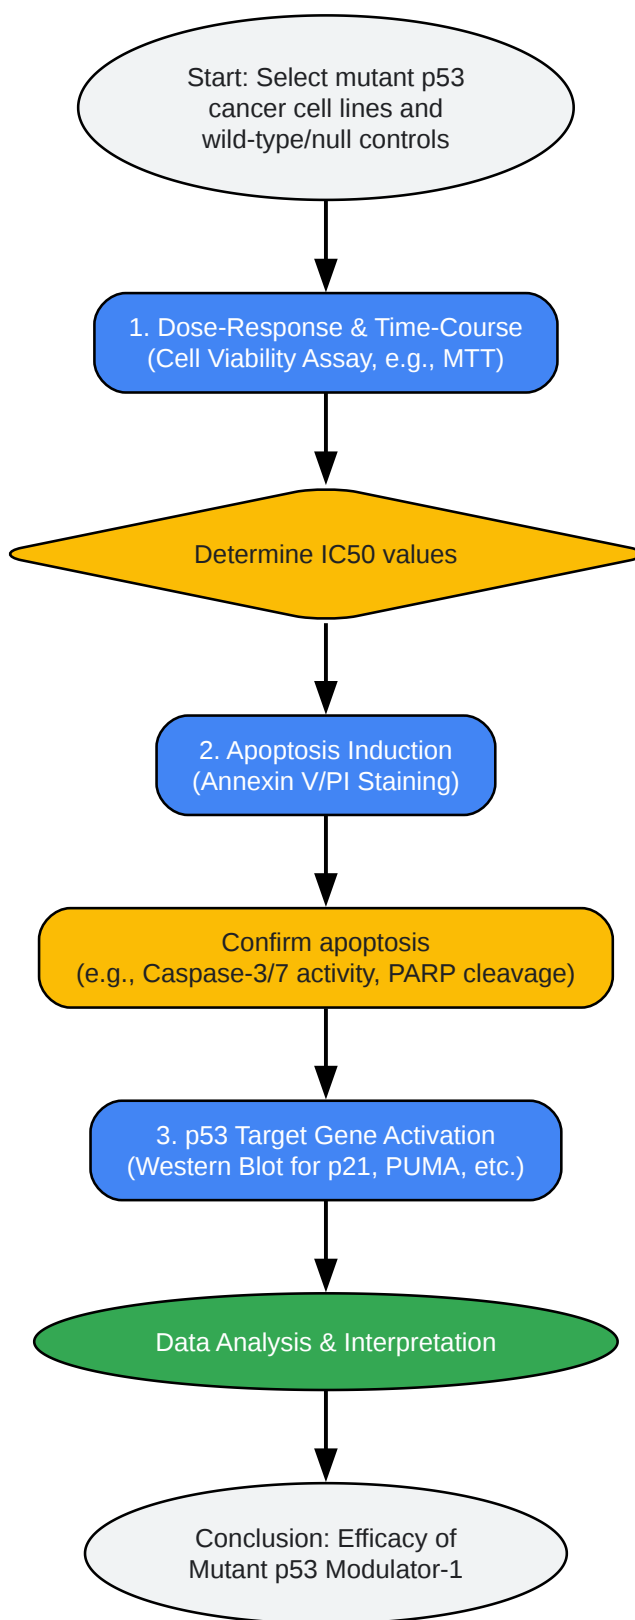 Start: Select mutant p53
cancer cell lines and
wild-type/null controls
1. Dose-Response & Time-Course
(Cell Viability Assay, e.g., MTT)
Determine IC50 values
2. Apoptosis Induction
(Annexin V/PI Staining)
Confirm apoptosis
(e.g., Caspase-3/7 activity, PARP cleavage)
3. p53 Target Gene Activation
(Western Blot for p21, PUMA, etc.)
Data Analysis & Interpretation
Conclusion: Efficacy of
Mutant p53 Modulator-1